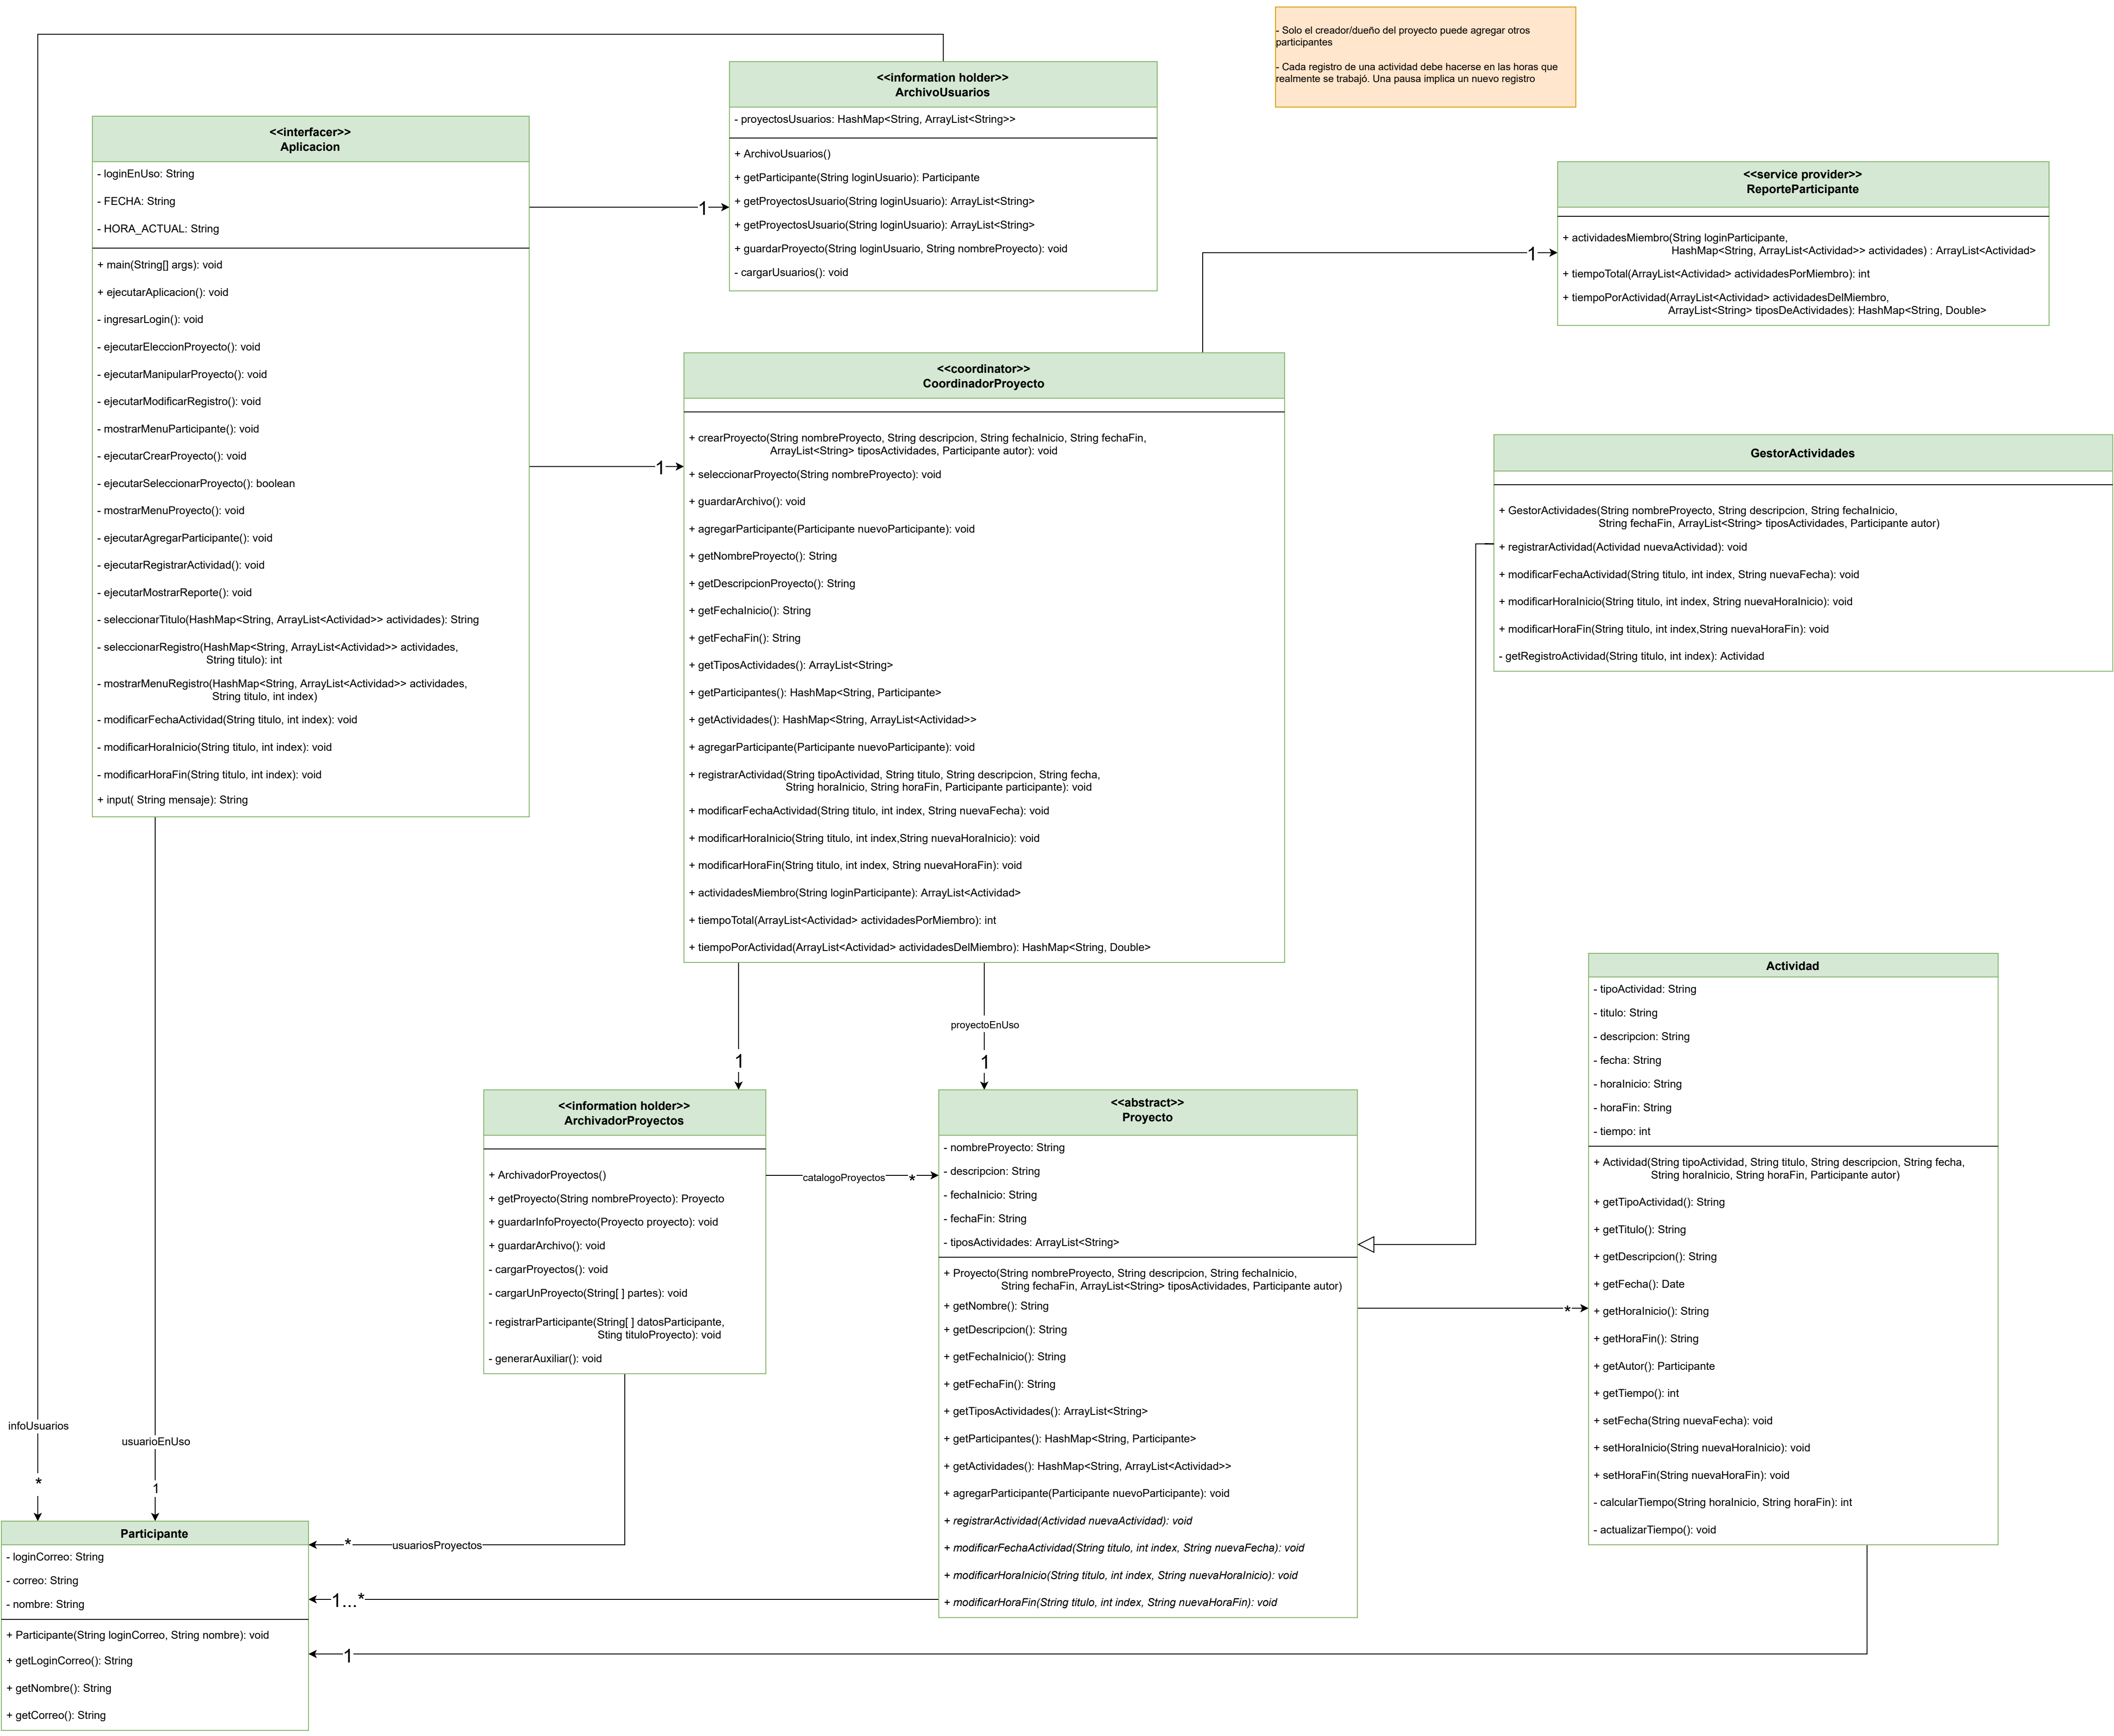 - Solo el creador/dueño del proyecto puede agregar otros
participantes
- Cada registro de una actividad debe hacerse en las horas que
realmente se trabajó. Una pausa implica un nuevo registro
<<information holder>>
ArchivoUsuarios
- proyectosUsuarios: HashMap<String, ArrayList<String>>
+ ArchivoUsuarios()
+ getParticipante(String loginUsuario): Participante
+ getProyectosUsuario(String loginUsuario): ArrayList<String>
+ getProyectosUsuario(String loginUsuario): ArrayList<String>
+ guardarProyecto(String loginUsuario, String nombreProyecto): void
- cargarUsuarios(): void
<<interfacer>>
Aplicacion
- loginEnUso: String
- FECHA: String
- HORA_ACTUAL: String
+ main(String[] args): void
+ ejecutarAplicacion(): void
- ingresarLogin(): void
- ejecutarEleccionProyecto(): void
- ejecutarManipularProyecto(): void
- ejecutarModificarRegistro(): void
- mostrarMenuParticipante(): void
- ejecutarCrearProyecto(): void
- ejecutarSeleccionarProyecto(): boolean
- mostrarMenuProyecto(): void
- ejecutarAgregarParticipante(): void
- ejecutarRegistrarActividad(): void
- ejecutarMostrarReporte(): void
- seleccionarTitulo(HashMap<String, ArrayList<Actividad>> actividades): String
- seleccionarRegistro(HashMap<String, ArrayList<Actividad>> actividades,
String titulo): int
- mostrarMenuRegistro(HashMap<String, ArrayList<Actividad>> actividades,
String titulo, int index)
- modificarFechaActividad(String titulo, int index): void
- modificarHoraInicio(String titulo, int index): void
- modificarHoraFin(String titulo, int index): void
+ input( String mensaje): String
1
1
1
<<service provider>>
ReporteParticipante
+ actividadesMiembro(String loginParticipante,
HashMap<String, ArrayList<Actividad>> actividades) : ArrayList<Actividad>
+ tiempoTotal(ArrayList<Actividad> actividadesPorMiembro): int
+ tiempoPorActividad(ArrayList<Actividad> actividadesDelMiembro,
ArrayList<String> tiposDeActividades): HashMap<String, Double>
<<coordinator>>
CoordinadorProyecto
+ crearProyecto(String nombreProyecto, String descripcion, String fechaInicio, String fechaFin,
ArrayList<String> tiposActividades, Participante autor): void
+ seleccionarProyecto(String nombreProyecto): void
+ guardarArchivo(): void
+ agregarParticipante(Participante nuevoParticipante): void
+ getNombreProyecto(): String
+ getDescripcionProyecto(): String
+ getFechaInicio(): String
+ getFechaFin(): String
+ getTiposActividades(): ArrayList<String>
+ getParticipantes(): HashMap<String, Participante>
+ getActividades(): HashMap<String, ArrayList<Actividad>>
+ agregarParticipante(Participante nuevoParticipante): void
+ registrarActividad(String tipoActividad, String titulo, String descripcion, String fecha,
String horaInicio, String horaFin, Participante participante): void
+ modificarFechaActividad(String titulo, int index, String nuevaFecha): void
+ modificarHoraInicio(String titulo, int index,String nuevaHoraInicio): void
+ modificarHoraFin(String titulo, int index, String nuevaHoraFin): void
+ actividadesMiembro(String loginParticipante): ArrayList<Actividad>
+ tiempoTotal(ArrayList<Actividad> actividadesPorMiembro): int
+ tiempoPorActividad(ArrayList<Actividad> actividadesDelMiembro): HashMap<String, Double>
GestorActividades
+ GestorActividades(String nombreProyecto, String descripcion, String fechaInicio,
String fechaFin, ArrayList<String> tiposActividades, Participante autor)
+ registrarActividad(Actividad nuevaActividad): void
+ modificarFechaActividad(String titulo, int index, String nuevaFecha): void
+ modificarHoraInicio(String titulo, int index, String nuevaHoraInicio): void
+ modificarHoraFin(String titulo, int index,String nuevaHoraFin): void
- getRegistroActividad(String titulo, int index): Actividad
1
proyectoEnUso
1
<<information holder>>
ArchivadorProyectos
+ ArchivadorProyectos()
+ getProyecto(String nombreProyecto): Proyecto
+ guardarInfoProyecto(Proyecto proyecto): void
+ guardarArchivo(): void
- cargarProyectos(): void
- cargarUnProyecto(String[ ] partes): void
- registrarParticipante(String[ ] datosParticipante,
Sting tituloProyecto): void
- generarAuxiliar(): void
catalogoProyectos
*
<<abstract>>
Proyecto
- nombreProyecto: String
- descripcion: String
- fechaInicio: String
- fechaFin: String
- tiposActividades: ArrayList<String>
+ Proyecto(String nombreProyecto, String descripcion, String fechaInicio,
String fechaFin, ArrayList<String> tiposActividades, Participante autor)
+ getNombre(): String
+ getDescripcion(): String
+ getFechaInicio(): String
+ getFechaFin(): String
+ getTiposActividades(): ArrayList<String>
+ getParticipantes(): HashMap<String, Participante>
+ getActividades(): HashMap<String, ArrayList<Actividad>>
+ agregarParticipante(Participante nuevoParticipante): void
+ registrarActividad(Actividad nuevaActividad): void
+ modificarFechaActividad(String titulo, int index, String nuevaFecha): void
+ modificarHoraInicio(String titulo, int index, String nuevaHoraInicio): void
+ modificarHoraFin(String titulo, int index, String nuevaHoraFin): void
*
Actividad
- tipoActividad: String
- titulo: String
- descripcion: String
- fecha: String
- horaInicio: String
- horaFin: String
- tiempo: int
+ Actividad(String tipoActividad, String titulo, String descripcion, String fecha,
String horaInicio, String horaFin, Participante autor)
+ getTipoActividad(): String
+ getTitulo(): String
+ getDescripcion(): String
+ getFecha(): Date
+ getHoraInicio(): String
+ getHoraFin(): String
+ getAutor(): Participante
+ getTiempo(): int
+ setFecha(String nuevaFecha): void
+ setHoraInicio(String nuevaHoraInicio): void
+ setHoraFin(String nuevaHoraFin): void
- calcularTiempo(String horaInicio, String horaFin): int
- actualizarTiempo(): void
infoUsuarios
*
usuarioEnUso
1
* usuariosProyectos
1...*
1
Participante
- loginCorreo: String
- correo: String
- nombre: String
+ Participante(String loginCorreo, String nombre): void
+ getLoginCorreo(): String
+ getNombre(): String
+ getCorreo(): String